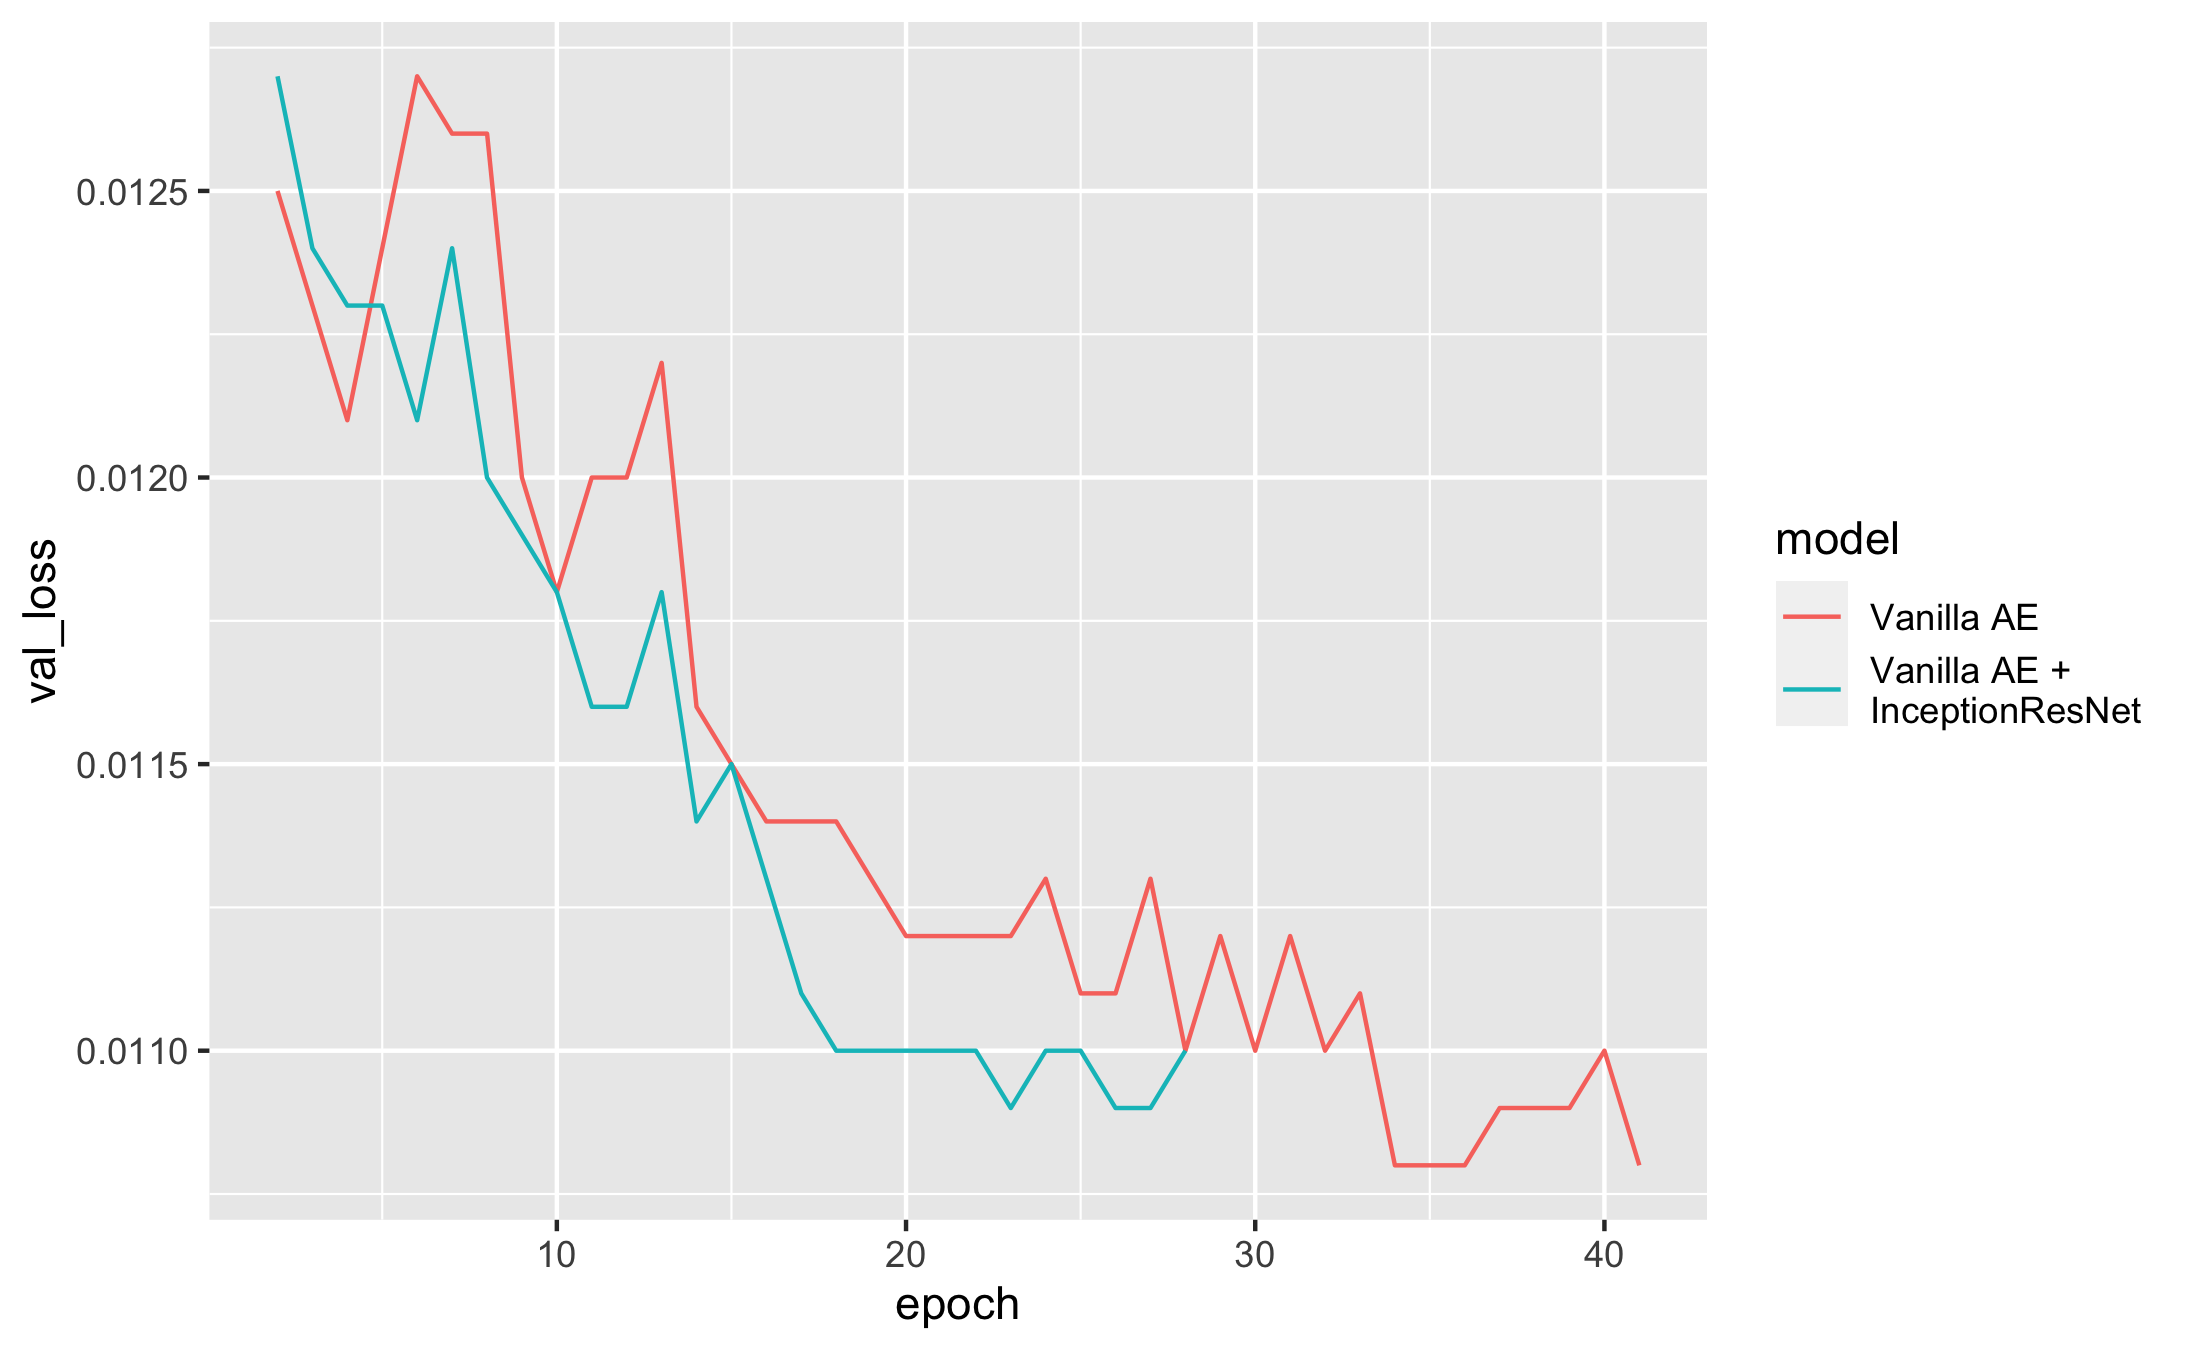 val_loss
0.0125
0.0120
0.0115
0.0110
10 20 30 40
epoch
model
Vanilla AE
Vanilla AE +
InceptionResNet